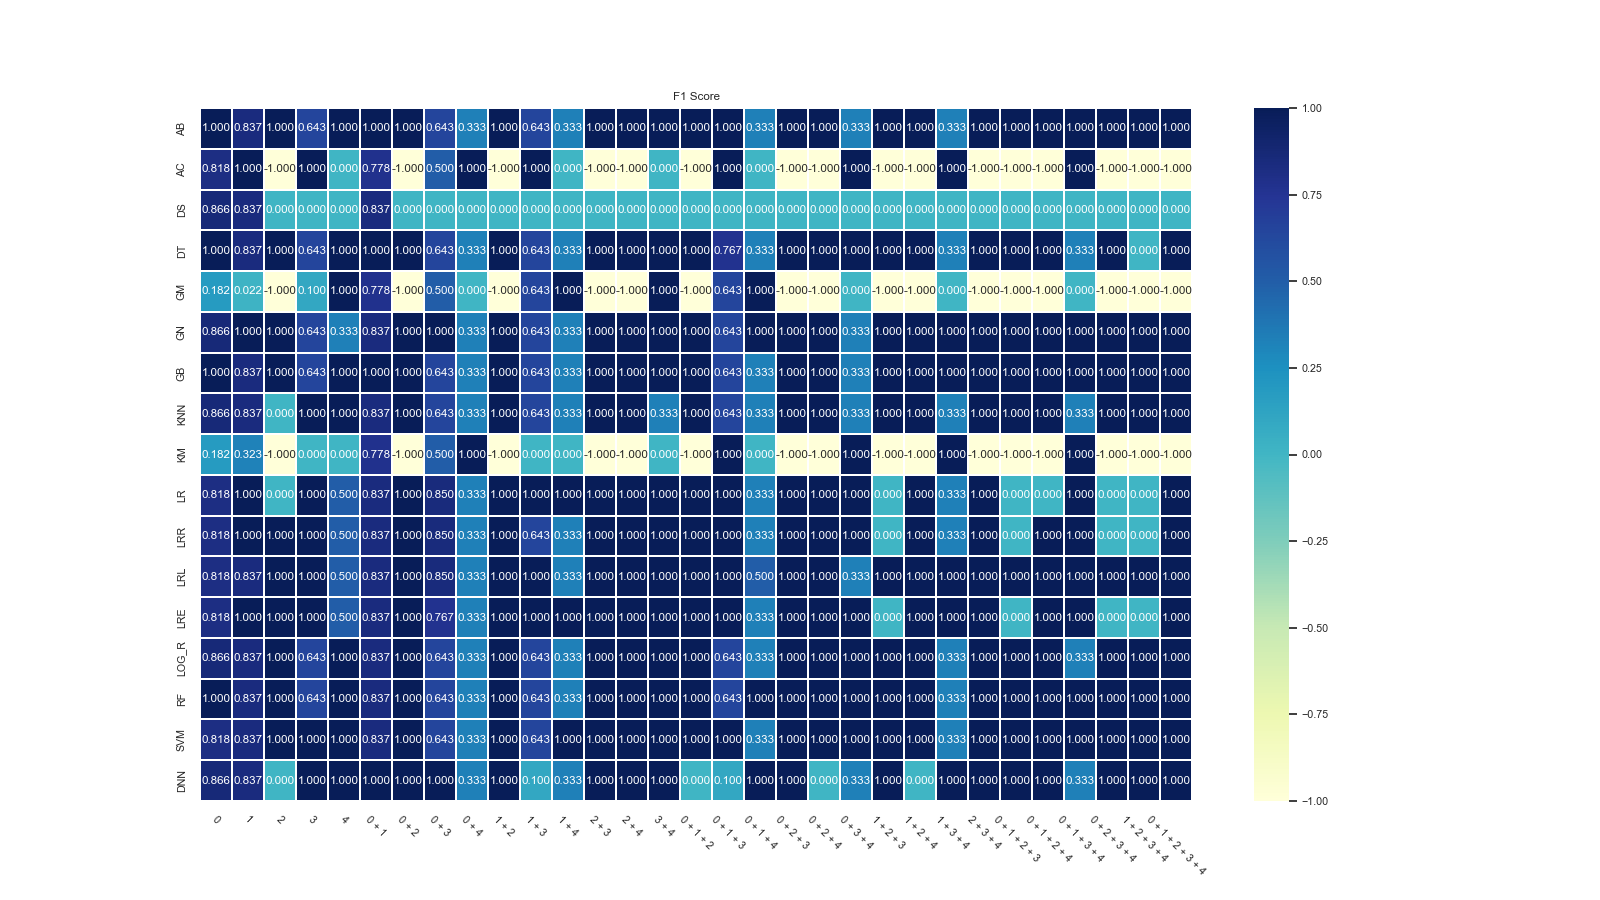 F1 Score
AB 1.000 0.837 1.000 0.643 1.000 1.000 1.000 0.643 0.333 1.000 0.643 0.333 1.000 1.000 1.000 1.000 1.000 0.333 1.000 1.000 0.333 1.000 1.000 0.333 1.000 1.000 1.000 1.000 1.000 1.000 1.000
AC 0.818 1.000 -1.000 1.000 0.000 0.778 -1.000 0.500 1.000 -1.000 1.000 0.000 -1.000 -1.000 0.000 -1.000 1.000 0.000 -1.000 -1.000 1.000 -1.000 -1.000 1.000 -1.000 -1.000 -1.000 1.000 -1.000 -1.000 -1.000
DS 0.866 0.837 0.000 0.000 0.000 0.837 0.000 0.000 0.000 0.000 0.000 0.000 0.000 0.000 0.000 0.000 0.000 0.000 0.000 0.000 0.000 0.000 0.000 0.000 0.000 0.000 0.000 0.000 0.000 0.000 0.000
DT 1.000 0.837 1.000 0.643 1.000 1.000 1.000 0.643 0.333 1.000 0.643 0.333 1.000 1.000 1.000 1.000 0.767 0.333 1.000 1.000 1.000 1.000 1.000 0.333 1.000 1.000 1.000 0.333 1.000 0.000 1.000
GM 0.182 0.022 -1.000 0.100 1.000 0.778 -1.000 0.500 0.000 -1.000 0.643 1.000 -1.000 -1.000 1.000 -1.000 0.643 1.000 -1.000 -1.000 0.000 -1.000 -1.000 0.000 -1.000 -1.000 -1.000 0.000 -1.000 -1.000 -1.000
GN 0.866 1.000 1.000 0.643 0.333 0.837 1.000 1.000 0.333 1.000 0.643 0.333 1.000 1.000 1.000 1.000 0.643 1.000 1.000 1.000 0.333 1.000 1.000 1.000 1.000 1.000 1.000 1.000 1.000 1.000 1.000
GB 1.000 0.837 1.000 0.643 1.000 1.000 1.000 0.643 0.333 1.000 0.643 0.333 1.000 1.000 1.000 1.000 0.643 0.333 1.000 1.000 0.333 1.000 1.000 1.000 1.000 1.000 1.000 1.000 1.000 1.000 1.000
KNN 0.866 0.837 0.000 1.000 1.000 0.837 1.000 0.643 0.333 1.000 0.643 0.333 1.000 1.000 0.333 1.000 0.643 0.333 1.000 1.000 0.333 1.000 1.000 0.333 1.000 1.000 1.000 0.333 1.000 1.000 1.000
KM 0.182 0.323 -1.000 0.000 0.000 0.778 -1.000 0.500 1.000 -1.000 0.000 0.000 -1.000 -1.000 0.000 -1.000 1.000 0.000 -1.000 -1.000 1.000 -1.000 -1.000 1.000 -1.000 -1.000 -1.000 1.000 -1.000 -1.000 -1.000
LR 0.818 1.000 0.000 1.000 0.500 0.837 1.000 0.850 0.333 1.000 1.000 1.000 1.000 1.000 1.000 1.000 1.000 0.333 1.000 1.000 1.000 0.000 1.000 0.333 1.000 0.000 0.000 1.000 0.000 0.000 1.000
LRR 0.818 1.000 1.000 1.000 0.500 0.837 1.000 0.850 0.333 1.000 0.643 0.333 1.000 1.000 1.000 1.000 1.000 0.333 1.000 1.000 1.000 0.000 1.000 0.333 1.000 0.000 1.000 1.000 0.000 0.000 1.000
LRL 0.818 0.837 1.000 1.000 0.500 0.837 1.000 0.850 0.333 1.000 1.000 0.333 1.000 1.000 1.000 1.000 1.000 0.500 1.000 1.000 0.333 1.000 1.000 1.000 1.000 1.000 1.000 1.000 1.000 1.000 1.000
LRE 0.818 1.000 1.000 1.000 0.500 0.837 1.000 0.767 0.333 1.000 1.000 1.000 1.000 1.000 1.000 1.000 1.000 0.333 1.000 1.000 1.000 0.000 1.000 1.000 1.000 0.000 1.000 1.000 0.000 0.000 1.000
LOG_R 0.866 0.837 1.000 0.643 1.000 0.837 1.000 0.643 0.333 1.000 0.643 0.333 1.000 1.000 1.000 1.000 0.643 0.333 1.000 1.000 1.000 1.000 1.000 0.333 1.000 1.000 1.000 0.333 1.000 1.000 1.000
RF 1.000 0.837 1.000 0.643 1.000 0.837 1.000 0.643 0.333 1.000 0.643 0.333 1.000 1.000 1.000 1.000 0.643 1.000 1.000 1.000 1.000 1.000 1.000 0.333 1.000 1.000 1.000 1.000 1.000 1.000 1.000
SVM 0.818 0.837 1.000 1.000 1.000 0.837 1.000 0.643 0.333 1.000 0.643 1.000 1.000 1.000 1.000 1.000 1.000 0.333 1.000 1.000 1.000 1.000 1.000 0.333 1.000 1.000 1.000 1.000 1.000 1.000 1.000
DNN 0.866 0.837 0.000 1.000 1.000 1.000 1.000 1.000 0.333 1.000 0.100 0.333 1.000 1.000 1.000 0.000 0.100 1.000 1.000 0.000 0.333 1.000 0.000 1.000 1.000 1.000 1.000 0.333 1.000 1.000 1.000
0
1
2
3
4
0 + 1
0 + 2
0 + 3
0 + 4
1 + 2
1 + 3
1 + 4
2 + 3
2 + 4
3 + 4
0 + 1 + 2
0 + 1 + 3
0 + 1 + 4
0 + 2 + 3
0 + 2 + 4
0 + 3 + 4
1 + 2 + 3
1 + 2 + 4
1 + 3 + 4
2 + 3 + 4
0 + 1 + 2 + 3
0 + 1 + 2 + 4
0 + 1 + 3 + 4
0 + 2 + 3 + 4
1 + 2 + 3 + 4
0 + 1 + 2 + 3 + 4
1.00
0.75
0.50
0.25
0.00
−0.25
−0.50
−0.75
−1.00